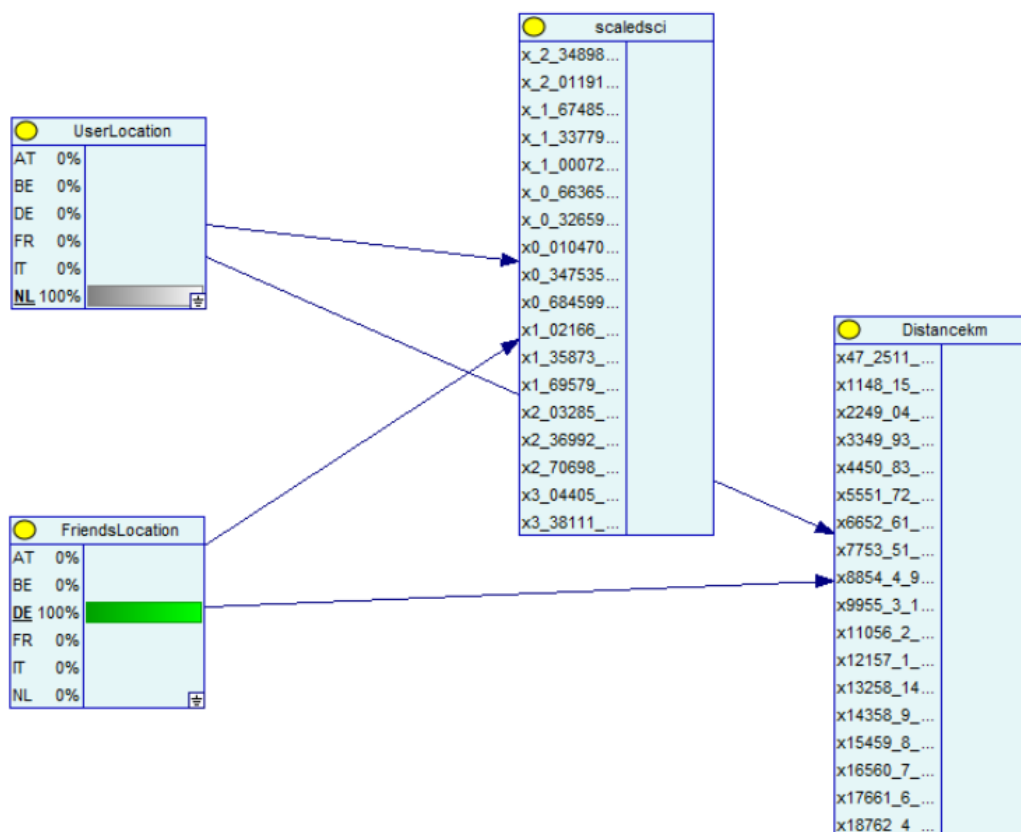 scaledsci
x_2_34898...
x_2_01191...
x_1_67485...
x_1_33779...
x_1_00072...
x_0_66365...
x_0_32659...
x0_010470...
x0_347535...
x0_684599...
x1_02166_...
x1_35873_...
x1_69579_...
x2_03285_...
x2_36992_...
x2_70698_...
x3_04405_...
x3_38111_...
UserLocation
AT 0%
BE 0%
DE 0%
FR 0%
IT 0%
NL 100%
Distancekm
x47_2511_...
x1148_15_...
x2249_04_...
x3349_93_...
x4450_83_...
x5551_72_...
x6652_61_...
x7753_51_...
x8854_4_9...
x9955_3_1...
x11056_2_...
x12157_1_...
x13258_14...
x14358_9_...
x15459_8_...
x16560_7_...
x17661_6_...
x18762_4_...
FriendsLocation
AT 0%
BE 0%
DE 100%
FR 0%
IT 0%
NL 0%